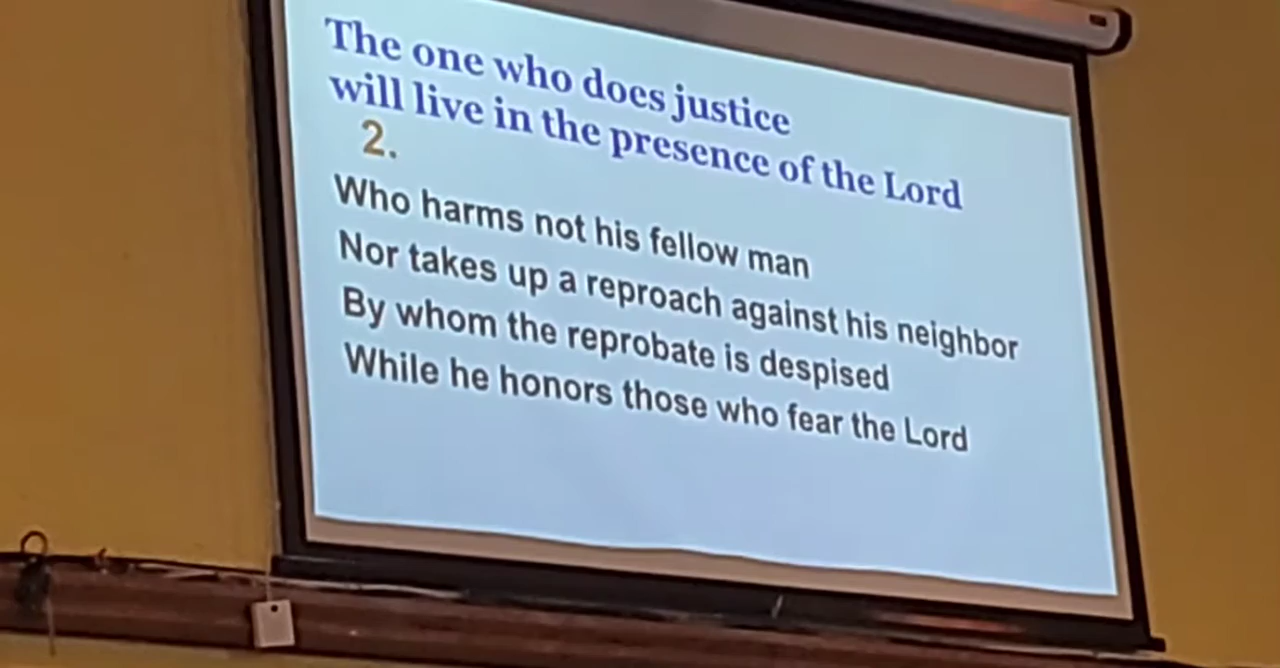 The one who does justice
will live in the presence of the Lord
2.
Who harms not his fellow man
Nor takes up a reproach against his neighbor
By whom the reprobate is despised
While he honors those who fear the Lord